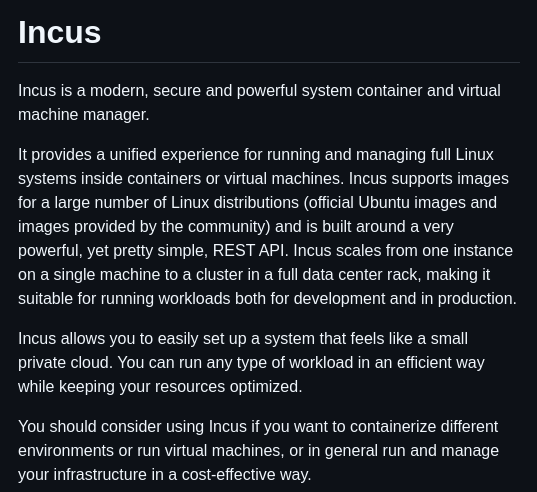 Incus
Incus is a modern, secure and powerful system container and virtual
machine manager.
It provides a unified experience for running and managing full Linux
systems inside containers or virtual machines. Incus supports images
for a large number of Linux distributions (official Ubuntu images and
images provided by the community) and is built around a very
powerful, yet pretty simple, REST API. Incus scales from one instance
on a single machine to a cluster in a full data center rack, making it
suitable for running workloads both for development and in production.
Incus allows you to easily set up a system that feels like a small
private cloud. You can run any type of workload in an efficient way
while keeping your resources optimized.
You should consider using Incus if you want to containerize different
environments or run virtual machines, or in general run and manage
your infrastructure in a cost-effective way.